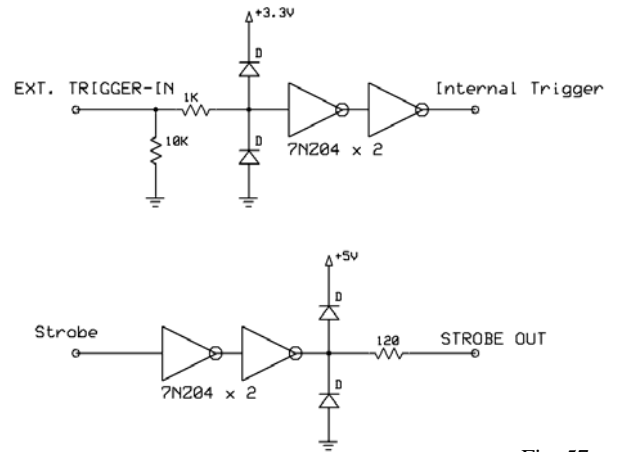 +3.3V
D
EXT. TRIGGER-IN
1K
Internal Trigger
10K
D
7NZ04 x 2
+5V
D
Strobe
120
STROBE OUT
7NZ04 x 2
D